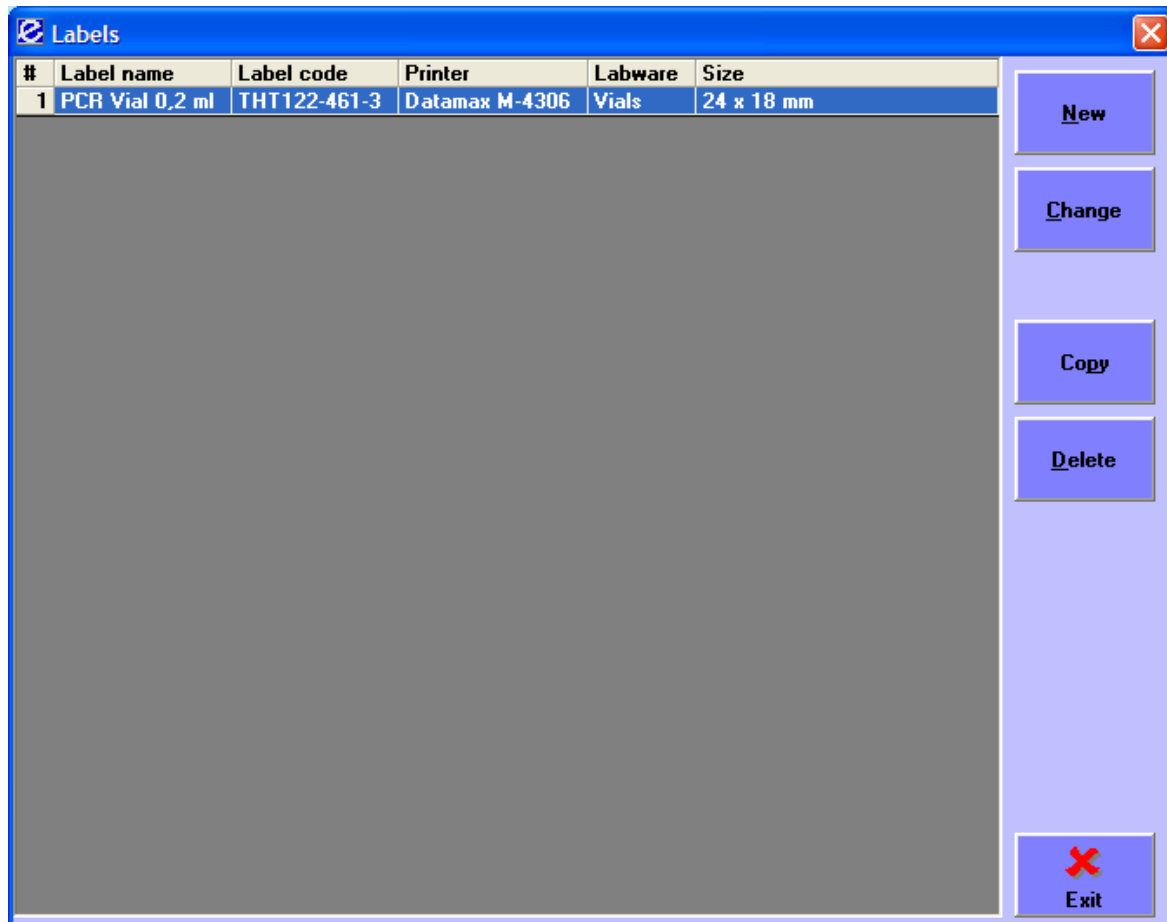 Labels
# Label name Label code Printer Labware Size
1 PCR Vial 0,2 ml THT122-461-3 Datamax M-4306 Vials 24 x 18 mm
New
Change
Copy
Delete
Exit